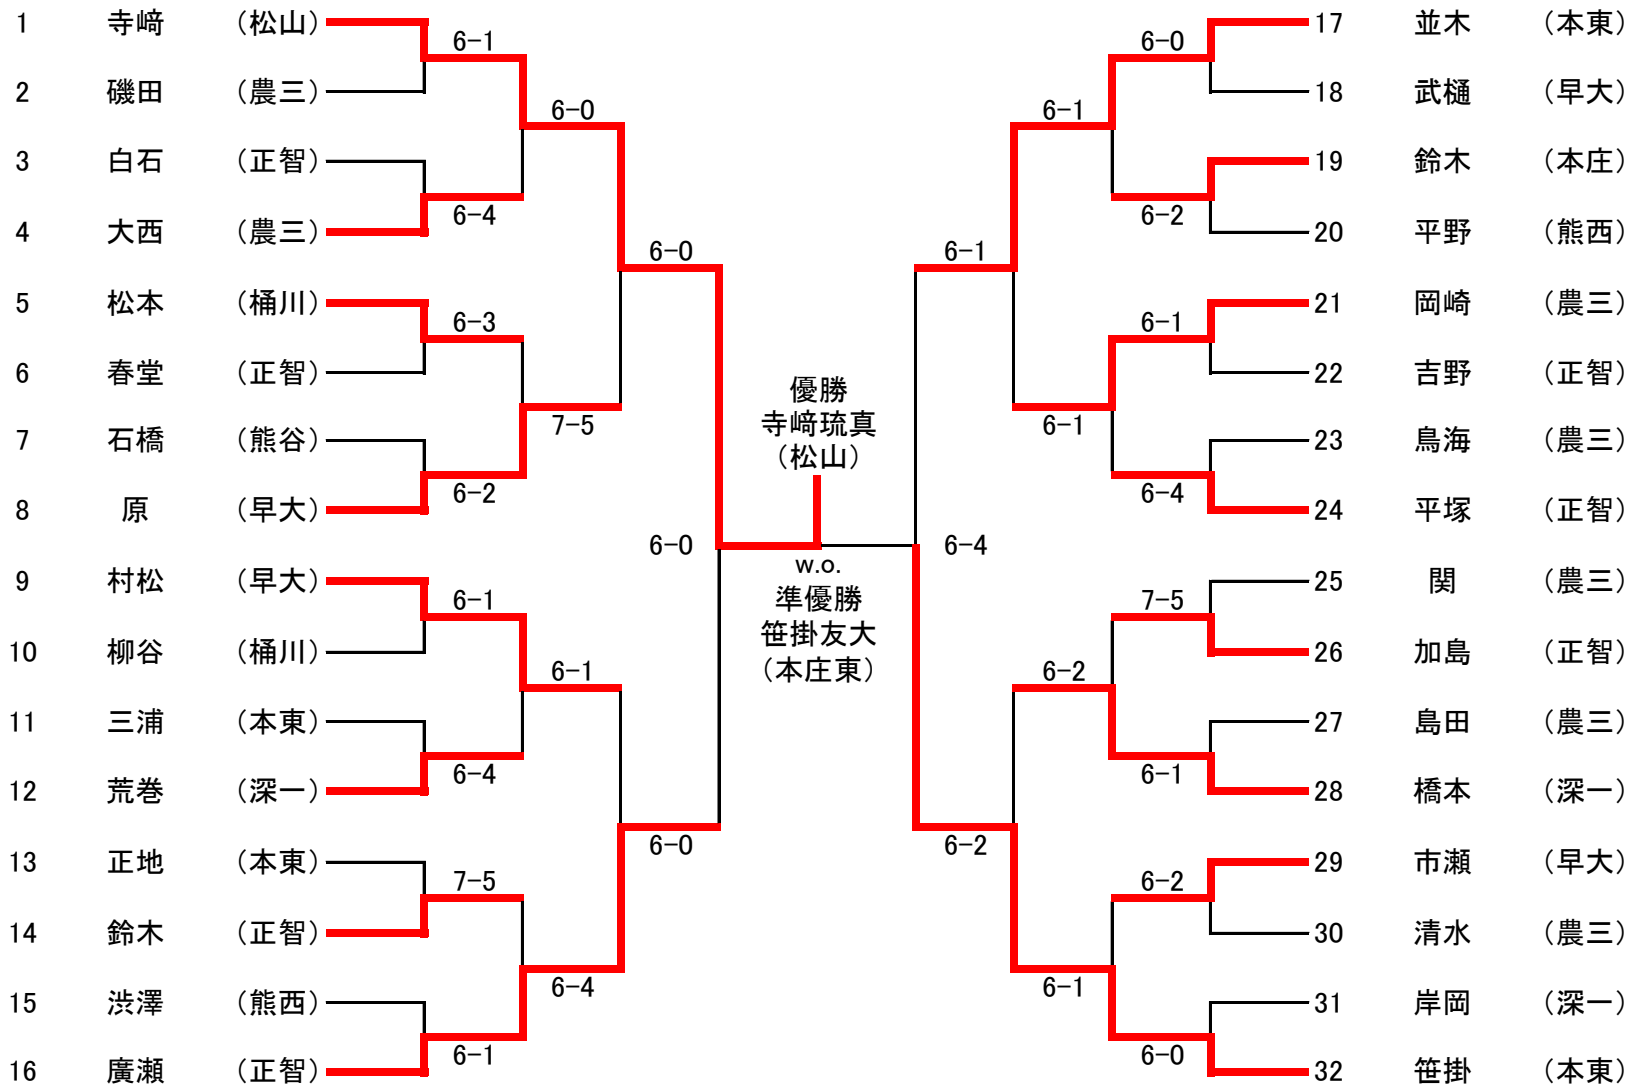 1 寺﨑 （松山）
2 磯田 （農三）
3 白石 （正智）
4 大西 （農三）
5 松本 （桶川）
6 春堂 （正智）
7 石橋 （熊谷）
8 原 （早大）
9 村松 （早大）
10 柳谷 （桶川）
11 三浦 （本東）
12 荒巻 （深一）
13 正地 （本東）
14 鈴木 （正智）
15 渋澤 （熊西）
16 廣瀬 （正智）
6-1
6-4
6-3
6-2
6-1
6-4
7-5
6-1
6-0
7-5
6-1
6-4
6-0
6-0
6-0
優勝
寺﨑琉真
（松山）
w.o.
準優勝
笹掛友大
（本庄東）
6-4
6-1
6-2
6-1
6-1
6-2
6-1
6-0
6-2
6-1
6-4
7-5
6-1
6-2
6-0
17 並木 （本東）
18 武樋 （早大）
19 鈴木 （本庄）
20 平野 （熊西）
21 岡崎 （農三）
22 吉野 （正智）
23 鳥海 （農三）
24 平塚 （正智）
25 関 （農三）
26 加島 （正智）
27 島田 （農三）
28 橋本 （深一）
29 市瀬 （早大）
30 清水 （農三）
31 岸岡 （深一）
32 笹掛 （本東）